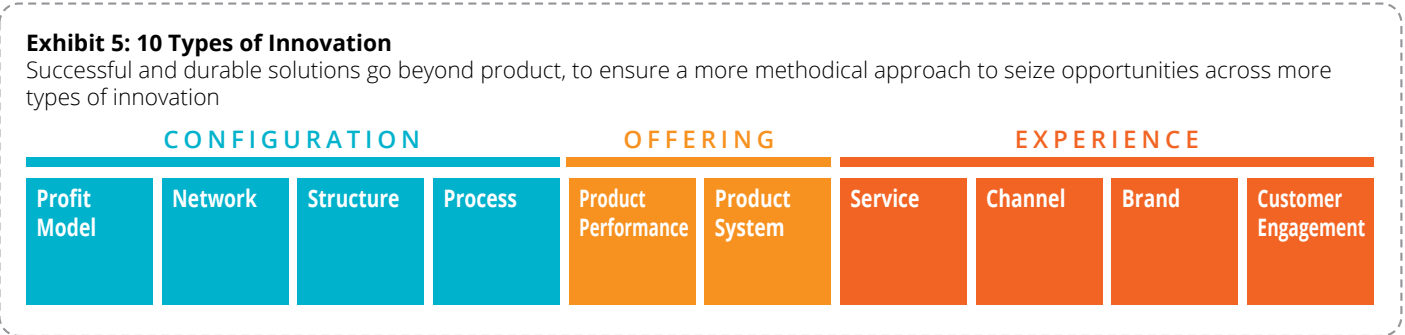 Exhibit 5: 10 Types of Innovation
Successful and durable solutions go beyond product, to ensure a more methodical approach to seize opportunities across more
types of innovation
CONFIGURATION
OFFERING
EXPERIENCE
Profit
Model
Network
Structure
Process
Product
Performance
Product
System
Service
Channel
Brand
Customer
Engagement